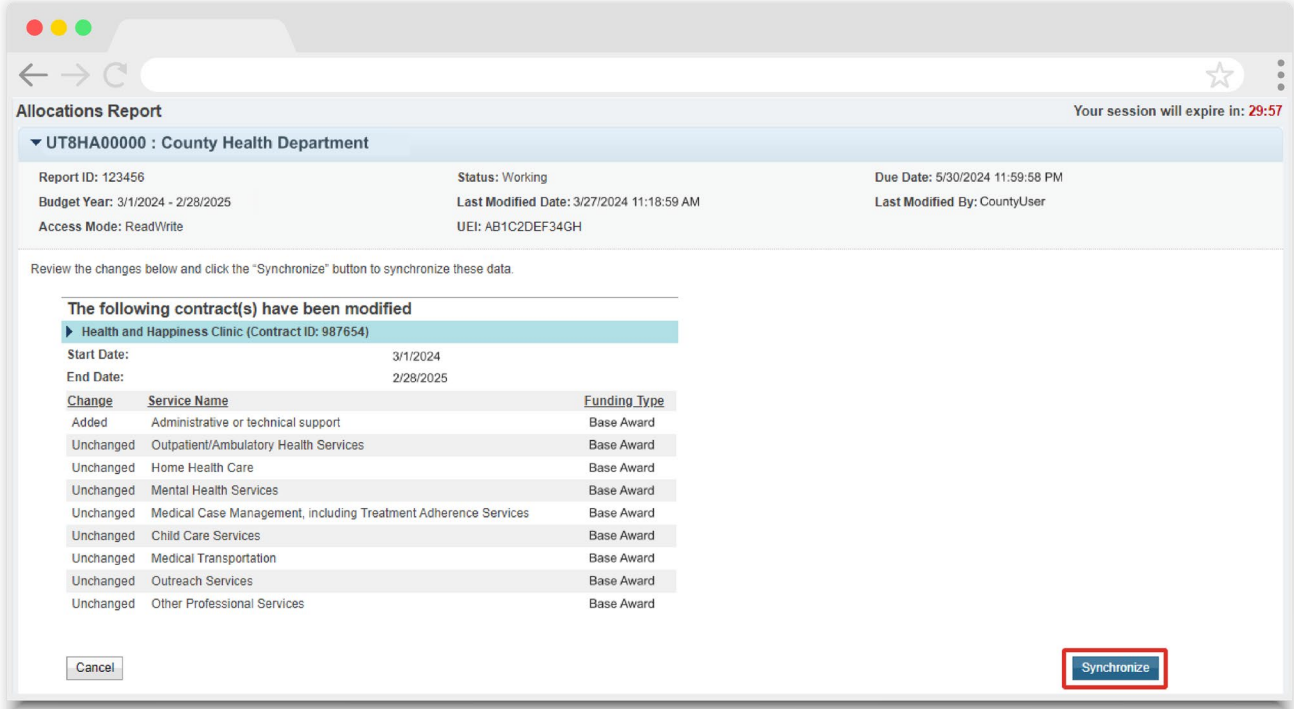 Allocations Report
Your session will expire in: 29:57
UT8HA00000 : County Health Department
Report ID: 123456
Status: Working
Due Date: 5/30/2024 11:59:58 PM
Budget Year: 3/1/2024 - 2/28/2025
Last Modified Date: 3/27/2024 11:18:59 AM
Last Modified By: CountyUser
Access Mode: ReadWrite
UEI: AB1C2DEF34GH
Review the changes below and click the “Synchronize” button to synchronize these data.
The following contract(s) have been modified
Health and Happiness Clinic (Contract ID: 987654)
Start Date: 3/1/2024
End Date: 2/28/2025
Change Service Name Funding Type
Added Administrative or technical support Base Award
Unchanged Outpatient/Ambulatory Health Services Base Award
Unchanged Home Health Care Base Award
Unchanged Mental Health Services Base Award
Unchanged Medical Case Management, including Treatment Adherence Services Base Award
Unchanged Child Care Services Base Award
Unchanged Medical Transportation Base Award
Unchanged Outreach Services Base Award
Unchanged Other Professional Services Base Award
Cancel
Synchronize